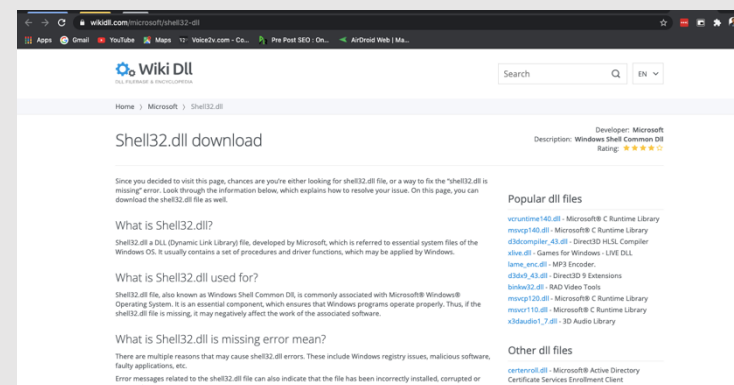 wikidll.com/microsoft/shell32-dll
Apps Gmail YouTube Maps Voice2v.com - Co... Pre Post SEO : On... AirDroid Web | Ma...
Wiki Dll
DLL FILEBASE & ENCYCLOPEDIA
Search
EN
Home > Microsoft > Shell32.dll
Shell32.dll download
Developer: Microsoft
Description: Windows Shell Common Dll
Rating:
Since you decided to visit this page, chances are you're either looking for shell32.dll file, or a way to fix the "shell32.dll is
missing" error. Look through the information below, which explains how to resolve your issue. On this page, you can
download the shell32.dll file as well.
What is Shell32.dll?
Shell32.dll a DLL (Dynamic Link Library) file, developed by Microsoft, which is referred to essential system files of the
Windows OS. It usually contains a set of procedures and driver functions, which may be applied by Windows.
What is Shell32.dll used for?
Shell32.dll file, also known as Windows Shell Common Dll, is commonly associated with Microsoft® Windows®
Operating System. It is an essential component, which ensures that Windows programs operate properly. Thus, if the
shell32.dll file is missing, it may negatively affect the work of the associated software.
What is Shell32.dll is missing error mean?
There are multiple reasons that may cause shell32.dll errors. These include Windows registry issues, malicious software,
faulty applications, etc.
Error messages related to the shell32.dll file can also indicate that the file has been incorrectly installed, corrupted or
Popular dll files
vcruntime140.dll - Microsoft® C Runtime Library
msvcp140.dll - Microsoft® C Runtime Library
d3dcompiler_43.dll - Direct3D HLSL Compiler
xlive.dll - Games for Windows - LIVE DLL
lame_enc.dll - MP3 Encoder.
d3dx9_43.dll - Direct3D 9 Extensions
binkw32.dll - RAD Video Tools
msvcp120.dll - Microsoft® C Runtime Library
msvcr110.dll - Microsoft® C Runtime Library
x3daudio1_7.dll - 3D Audio Library
Other dll files
certenroll.dll - Microsoft® Active Directory
Certificate Services Enrollment Client